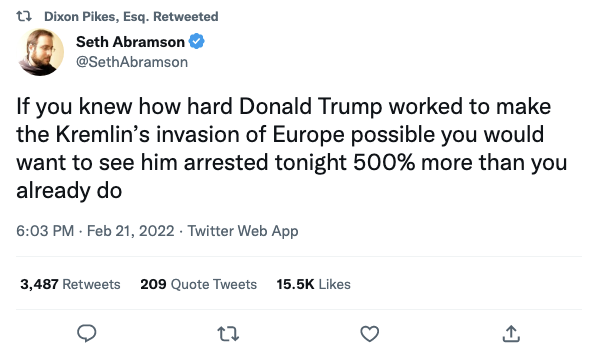 Dixon Pikes, Esq. Retweeted
Seth Abramson
@SethAbramson
If you knew how hard Donald Trump worked to make
the Kremlin’s invasion of Europe possible you would
want to see him arrested tonight 500% more than you
already do
6:03 PM · Feb 21, 2022 · Twitter Web App
3,487 Retweets 209 Quote Tweets 15.5K Likes